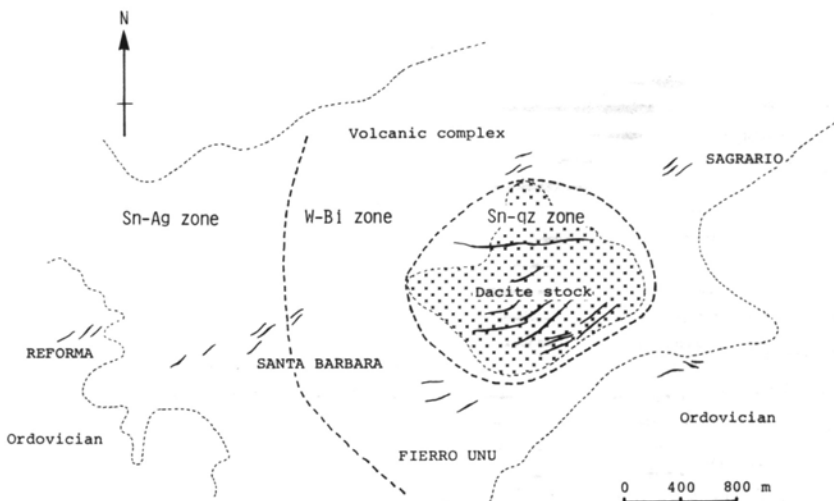 N
Volcanic complex
SAGRARIO
Sn-Ag zone
W-Bi zone
Sn-qz zone
Dacite stock
REFORMA
SANTA BARBARA
Ordovician
Ordovician
FIERRO UNU
0 400 800 m